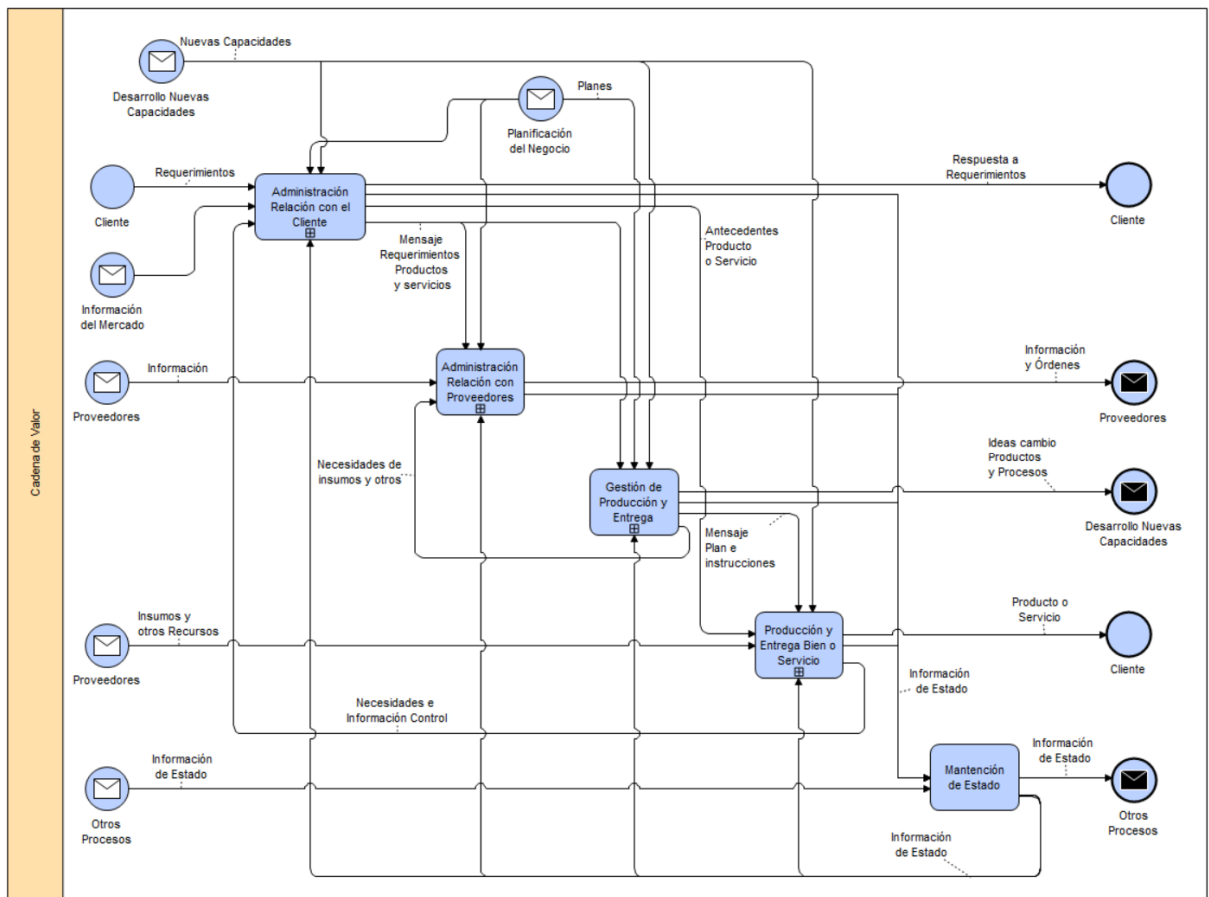 Cadena de Valor
Nuevas Capacidades
Desarrollo Nuevas
Capacidades
Planes
Planificación
del Negocio
Requerimientos
Cliente
Administración
Relación con el
Cliente
Respuesta a
Requerimientos
Cliente
Mensaje
Requerimientos
Productos
y servicios
Antecedentes
Producto
o Servicio
Información
del Mercado
Información
Proveedores
Administración
Relación con
Proveedores
Información
y Órdenes
Proveedores
Necesidades de
insumos y otros
Gestión de
Producción y
Entrega
Ideas cambio
Productos
y Procesos
Desarrollo Nuevas
Capacidades
Mensaje
Plan e
instrucciones
Insumos y
otros Recursos
Proveedores
Producción y
Entrega Bien o
Servicio
Producto o
Servicio
Cliente
Información
de Estado
Necesidades e
Información Control
Información
de Estado
Otros
Procesos
Mantención
de Estado
Información
de Estado
Otros
Procesos
Información
de Estado